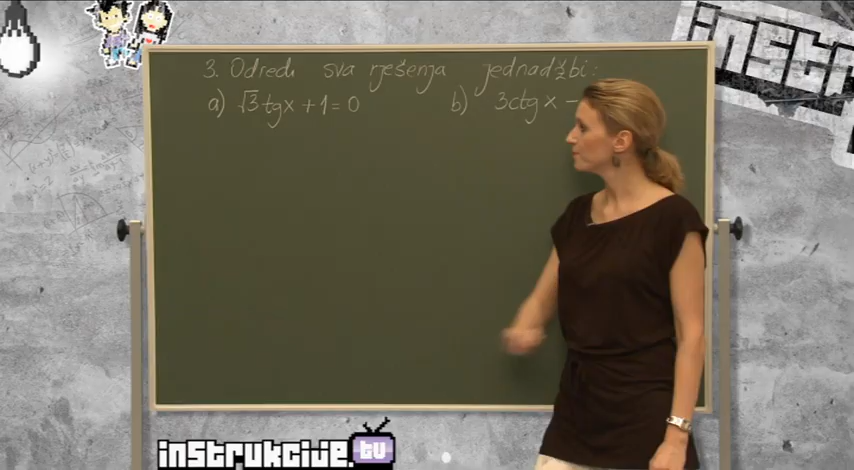 3. Odredi sva rješenja jednadžbi:
a) √3 tgx + 1 = 0
b) 3ctg x -
instrukcije.tv